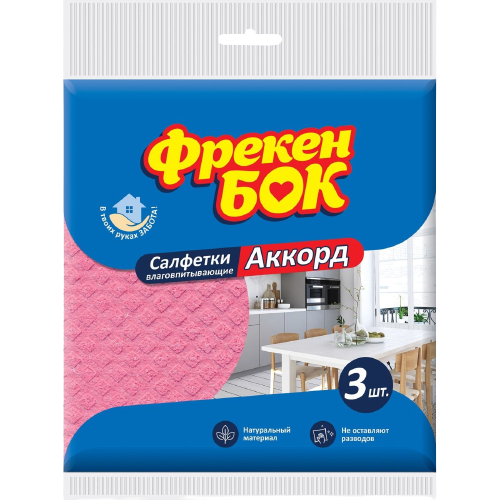 Фрекен
БОК
В твоих руках ЗАБОТА!
Салфетки
влаговпитывающие
Аккорд
3 шт.
Натуральный
материал
Не оставляют
разводов